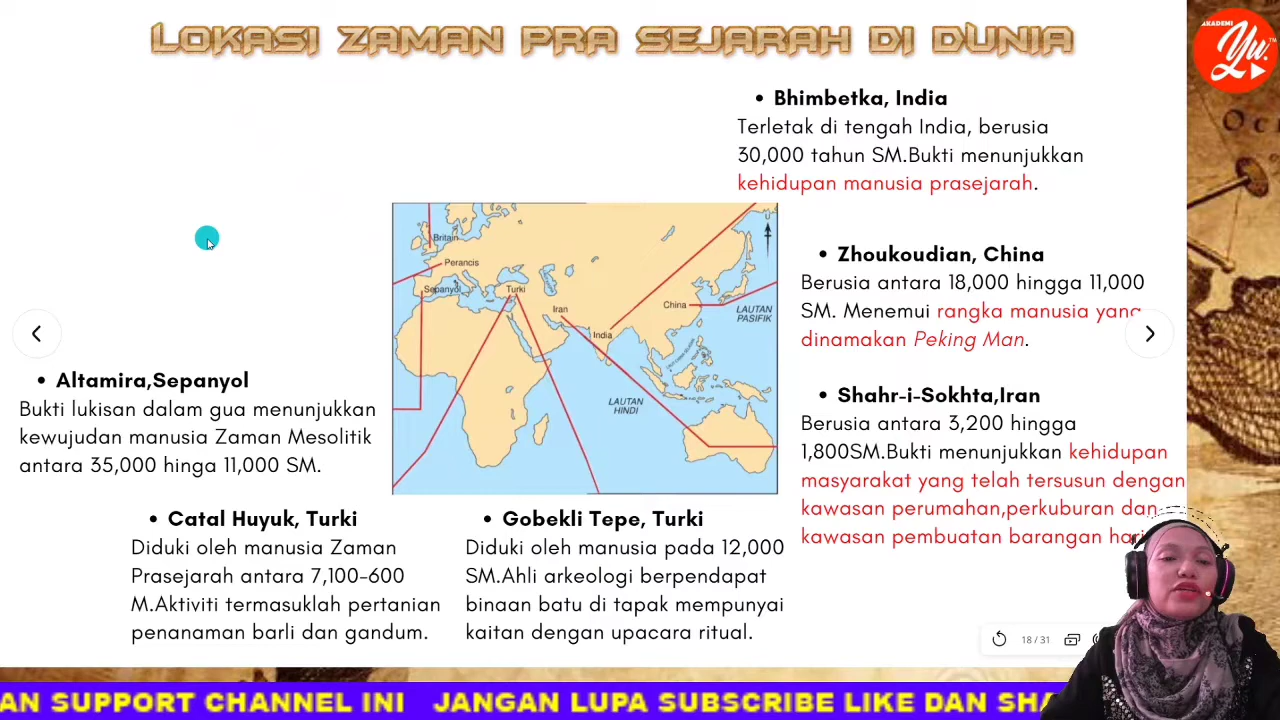 LOKASI ZAMAN PRA SEJARAH DI DUNIA
AKADEMI
Yu.
TM
• Bhimbetka, India
Terletak di tengah India, berusia
30,000 tahun SM.Bukti menunjukkan
kehidupan manusia prasejarah.
• Zhoukoudian, China
Berusia antara 18,000 hingga 11,000
SM. Menemui rangka manusia yang
dinamakan Peking Man.
• Shahr-i-Sokhta,Iran
Berusia antara 3,200 hingga
1,800SM.Bukti menunjukkan kehidupan
masyarakat yang telah tersusun dengan
kawasan perumahan,perkuburan dan
kawasan pembuatan barangan
Britain
Perancis
Sepanyol
Turki
Iran
India
China
U
LAUTAN
PASIFIK
LAUTAN
HINDI
• Altamira,Sepanyol
Bukti lukisan dalam gua menunjukkan
kewujudan manusia Zaman Mesolitik
antara 35,000 hinga 11,000 SM.
• Catal Huyuk, Turki
Diduki oleh manusia Zaman
Prasejarah antara 7,100-600
M.Aktiviti termasuklah pertanian
penanaman barli dan gandum.
• Gobekli Tepe, Turki
Diduki oleh manusia pada 12,000
SM.Ahli arkeologi berpendapat
binaan batu di tapak mempunyai
kaitan dengan upacara ritual.
18 / 31
AN SUPPORT CHANNEL INI JANGAN LUPA SUBSCRIBE LIKE DAN SHA